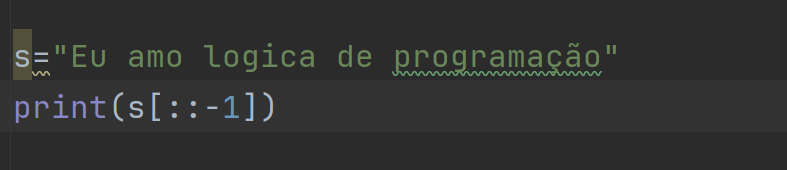 s="Eu amo logica de programação"
print(s[::-1])